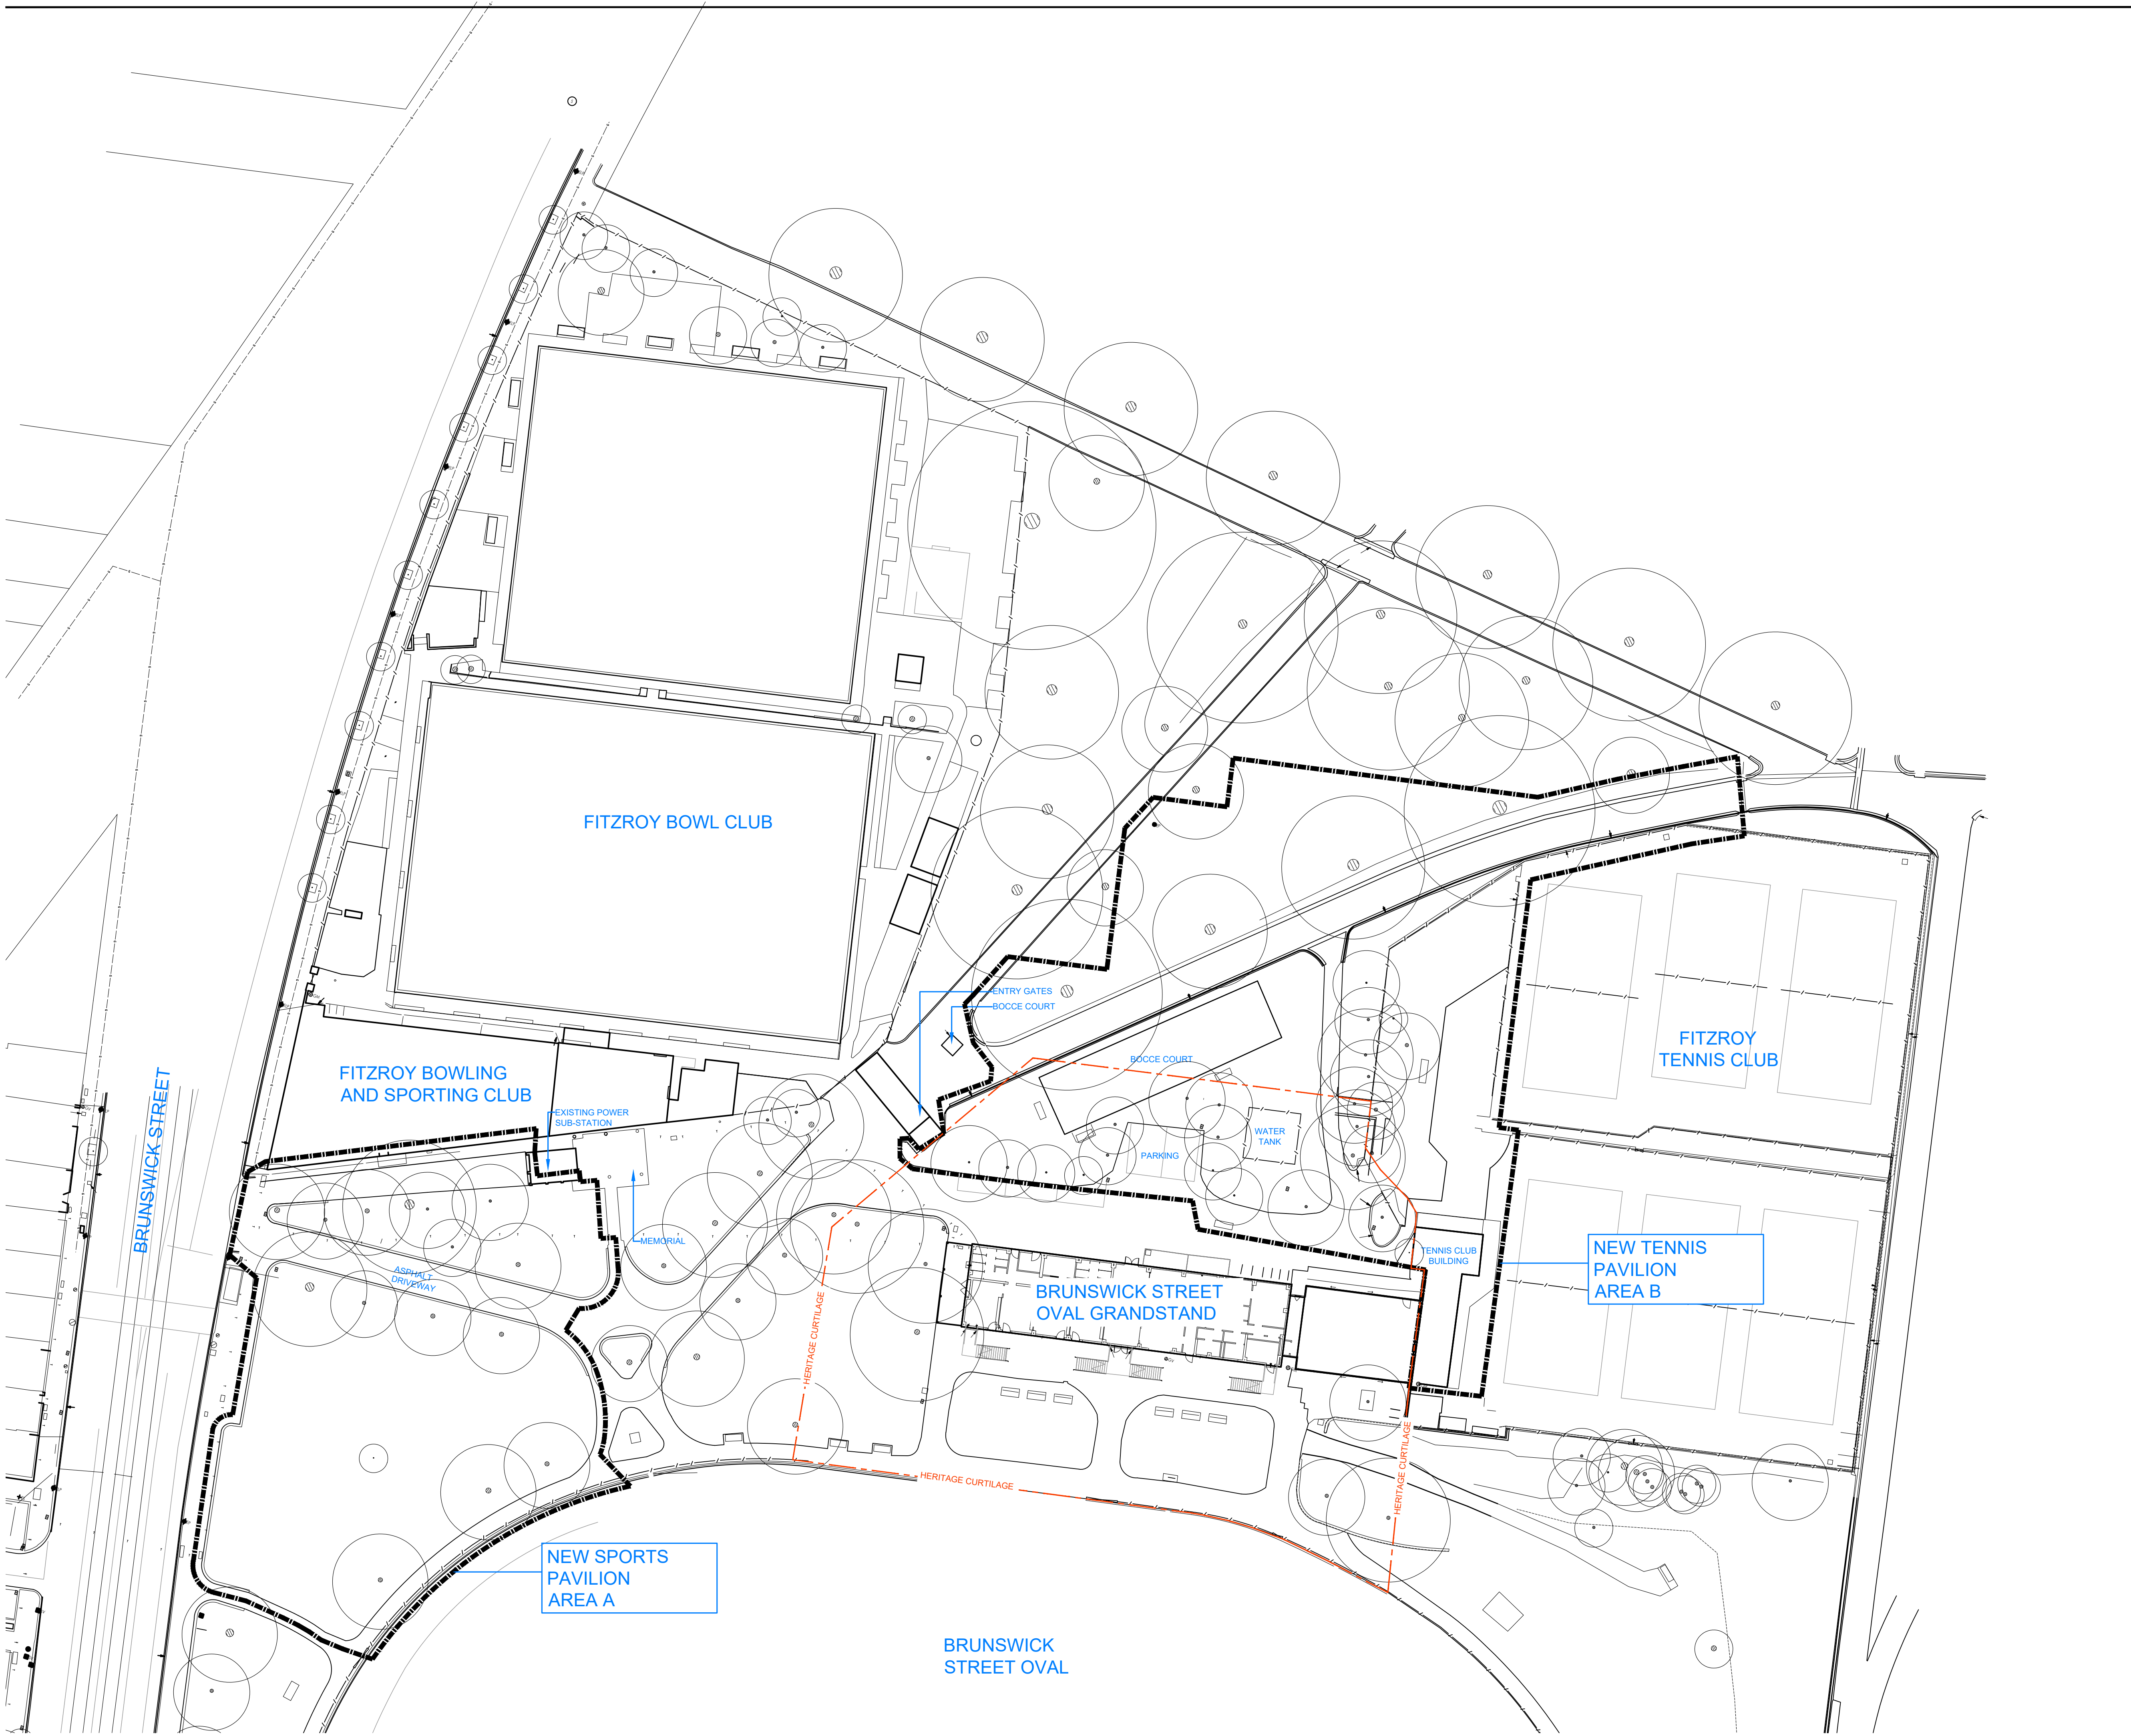 FITZROY BOWL CLUB
ENTRY GATES
BOCCE COURT
FITZROY BOWLING
AND SPORTING CLUB
EXISTING POWER
SUB-STATION
BRUNSWICK STREET
MEMORIAL
ASPHALT
DRIVEWAY
BOCCE COURT
WATER
TANK
PARKING
FITZROY
TENNIS CLUB
TENNIS CLUB
BUILDING
NEW TENNIS
PAVILION
AREA B
BRUNSWICK STREET
OVAL GRANDSTAND
HERITAGE CURTILAGE
HERITAGE CURTILAGE
HERITAGE CURTILAGE
NEW SPORTS
PAVILION
AREA A
BRUNSWICK
STREET OVAL